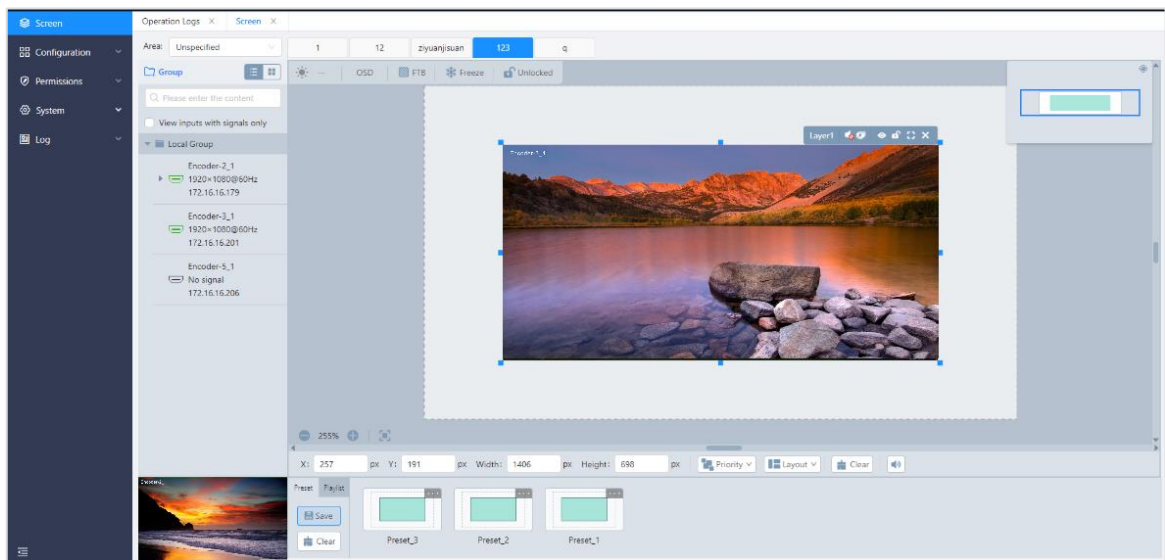 Screen
Configuration
Permissions
System
Log
Operation Logs × Screen ×
Area: Unspecified
1 12 ziyuanjisuan 123 q
Group
Please enter the content
View inputs with signals only
Local Group
Encoder-2_1
1920×1080@60Hz
172.16.16.179
Encoder-3_1
1920×1080@60Hz
172.16.16.201
Encoder-5_1
No signal
172.16.16.206
OSD FTB Freeze Unlocked
Layer1
255%
X: 257 px Y: 191 px Width: 1406 px Height: 698 px Priority Layout Clear
Preset Playlist
Save
Clear
Preset_3 Preset_2 Preset_1